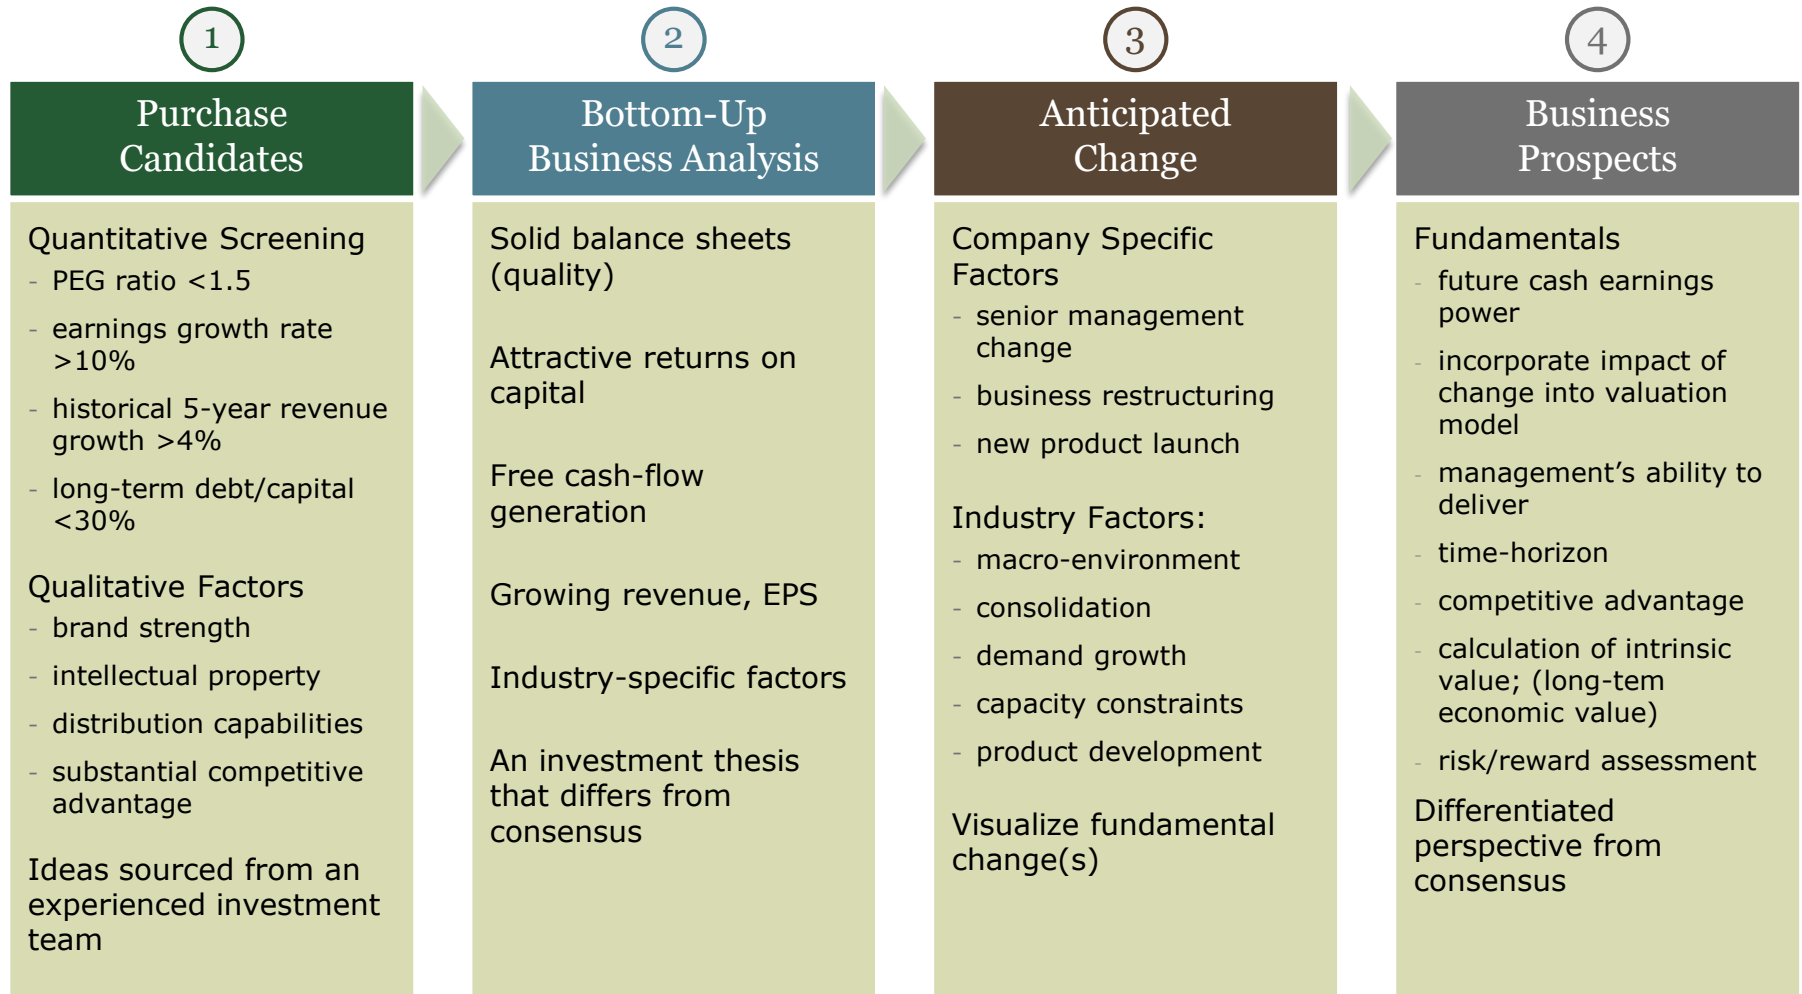 1
Purchase
Candidates
Quantitative Screening
- PEG ratio <1.5
- earnings growth rate
>10%
- historical 5-year revenue
growth >4%
- long-term debt/capital
<30%
Qualitative Factors
- brand strength
- intellectual property
- distribution capabilities
- substantial competitive
advantage
Ideas sourced from an
experienced investment
team
2
Bottom-Up
Business Analysis
Solid balance sheets
(quality)
Attractive returns on
capital
Free cash-flow
generation
Growing revenue, EPS
Industry-specific factors
An investment thesis
that differs from
consensus
3
Anticipated
Change
Company Specific
Factors
- senior management
change
- business restructuring
- new product launch
Industry Factors:
- macro-environment
- consolidation
- demand growth
- capacity constraints
- product development
Visualize fundamental
change(s)
4
Business
Prospects
Fundamentals
- future cash earnings
power
- incorporate impact of
change into valuation
model
- management’s ability to
deliver
- time-horizon
- competitive advantage
- calculation of intrinsic
value; (long-tem
economic value)
- risk/reward assessment
Differentiated
perspective from
consensus